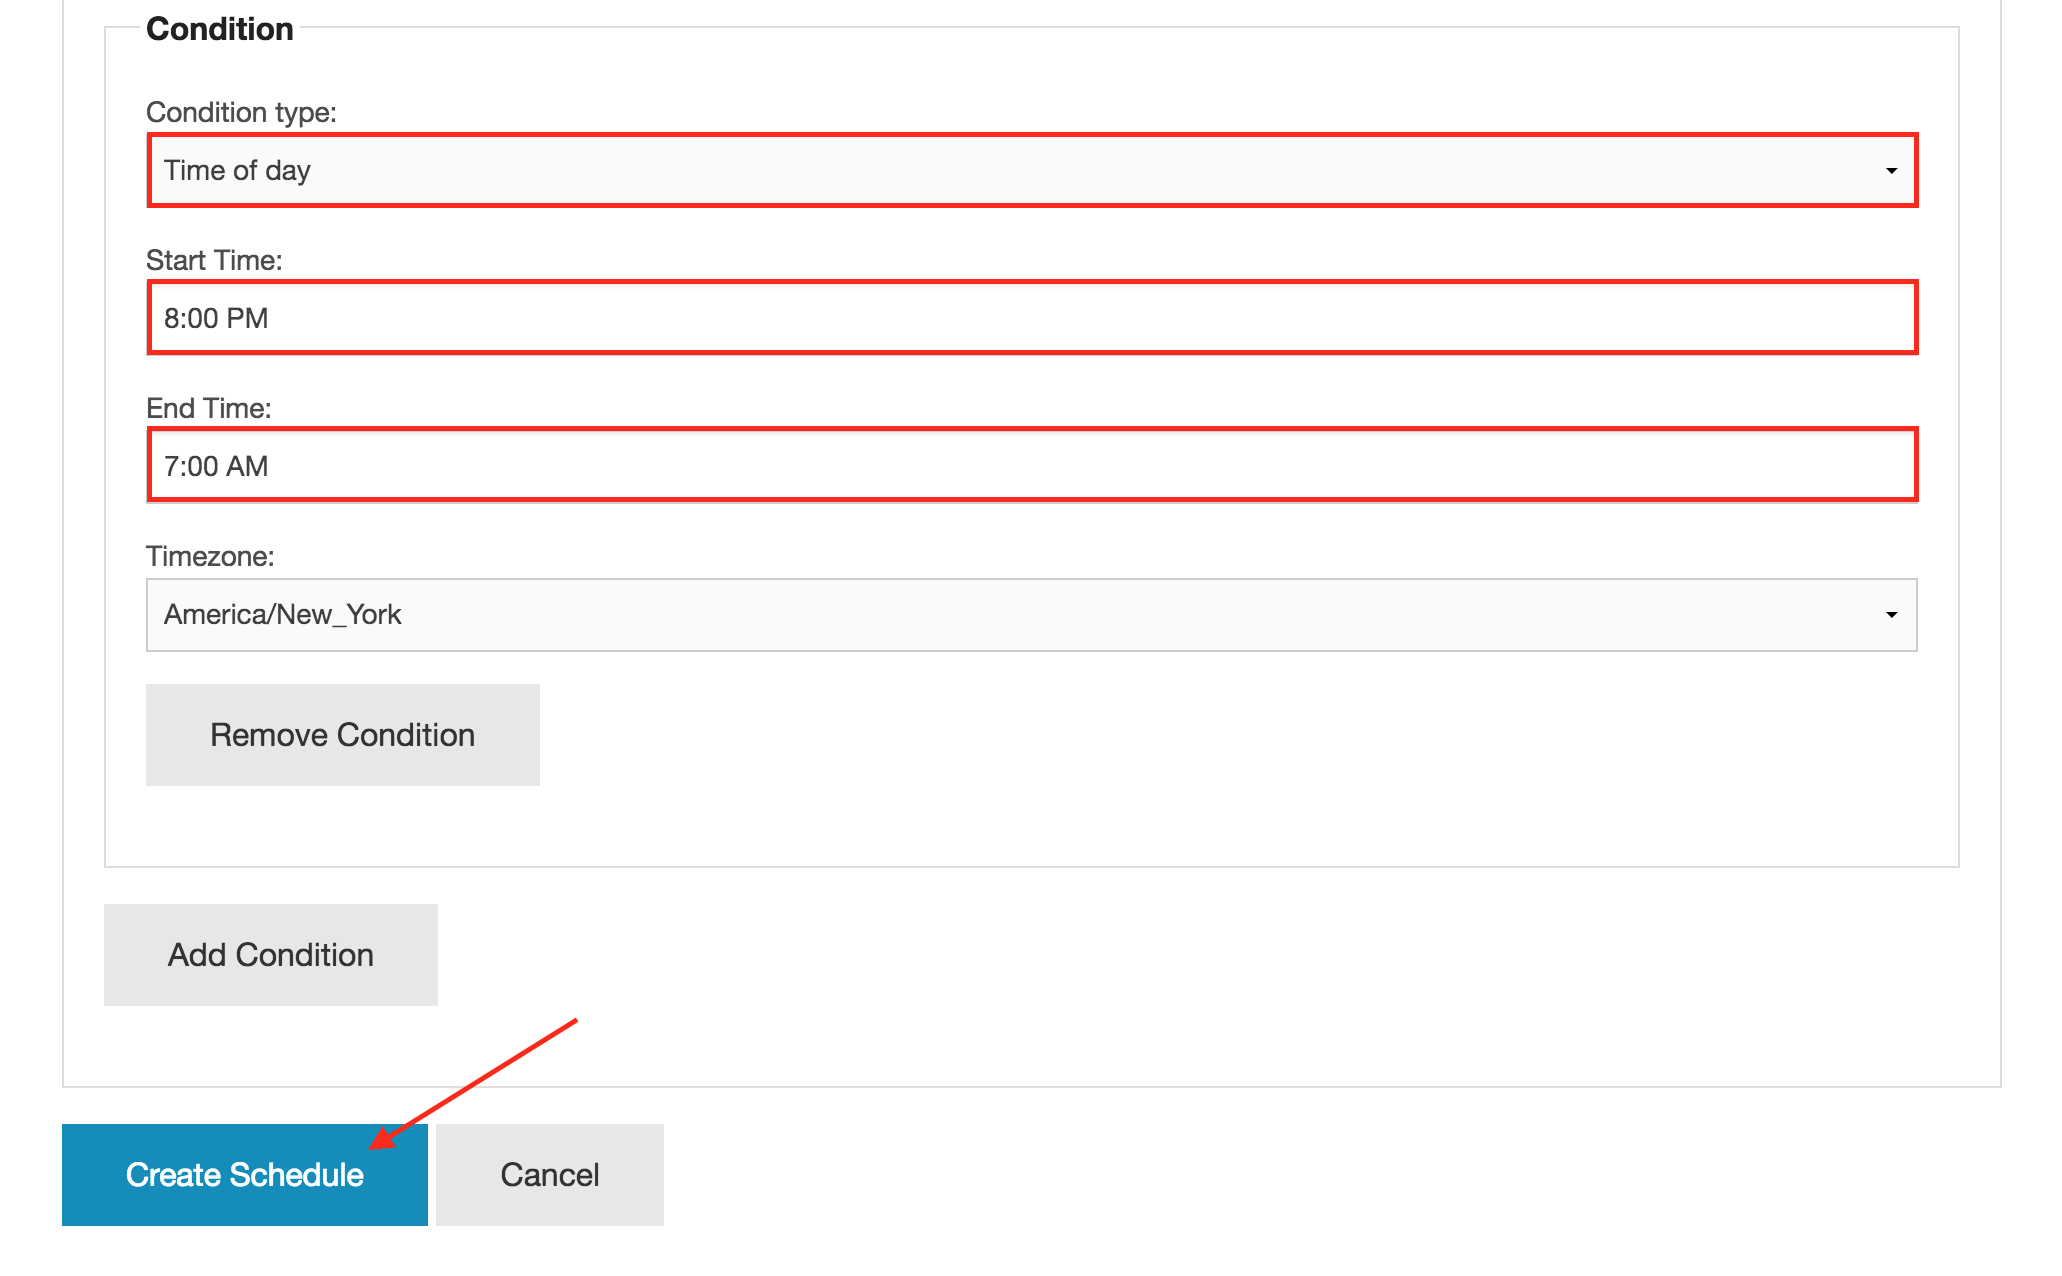 Condition
Condition type:
Time of day
Start Time:
8:00 PM
End Time:
7:00 AM
Timezone:
America/New_York
Remove Condition
Add Condition
Create Schedule
Cancel